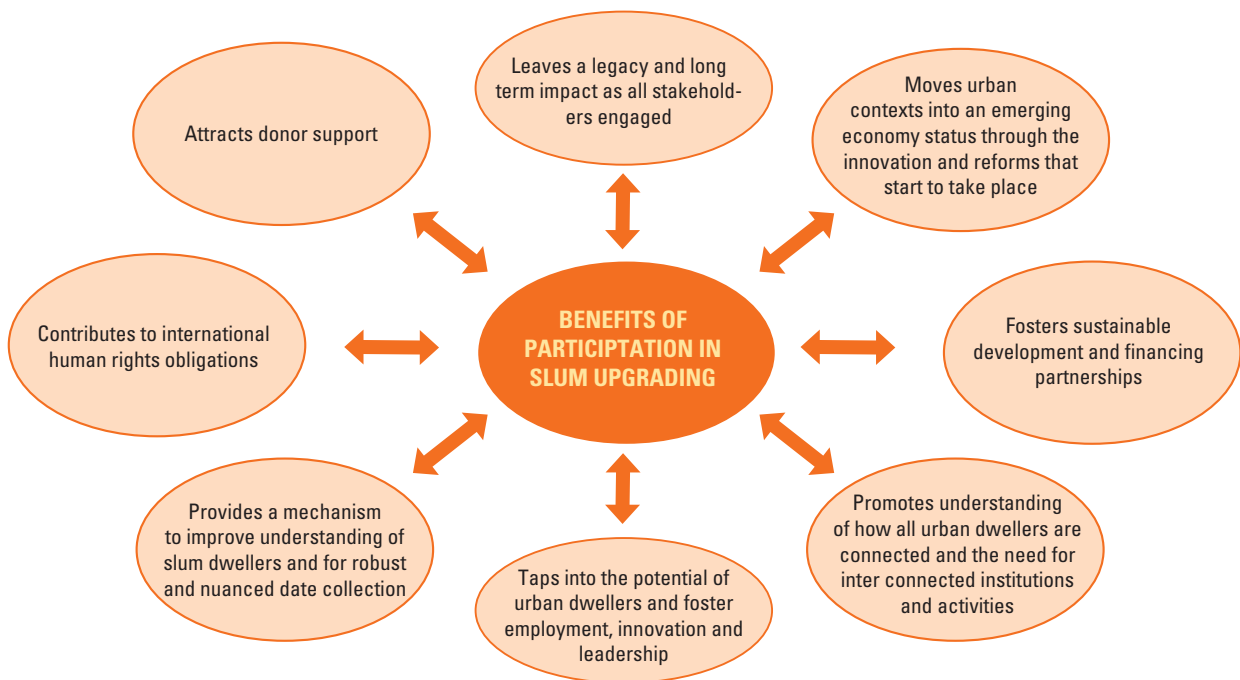 Leaves a legacy and long
term impact as all stakehold-
ers engaged
Moves urban
contexts into an emerging
economy status through the
innovation and reforms that
start to take place
Attracts donor support
BENEFITS OF
PARTICIPTATION IN
SLUM UPGRADING
Fosters sustainable
development and financing
partnerships
Contributes to international
human rights obligations
Promotes understanding
of how all urban dwellers are
connected and the need for
inter connected institutions
and activities
Provides a mechanism
to improve understanding of
slum dwellers and for robust
and nuanced date collection
Taps into the potential of
urban dwellers and foster
employment, innovation and
leadership